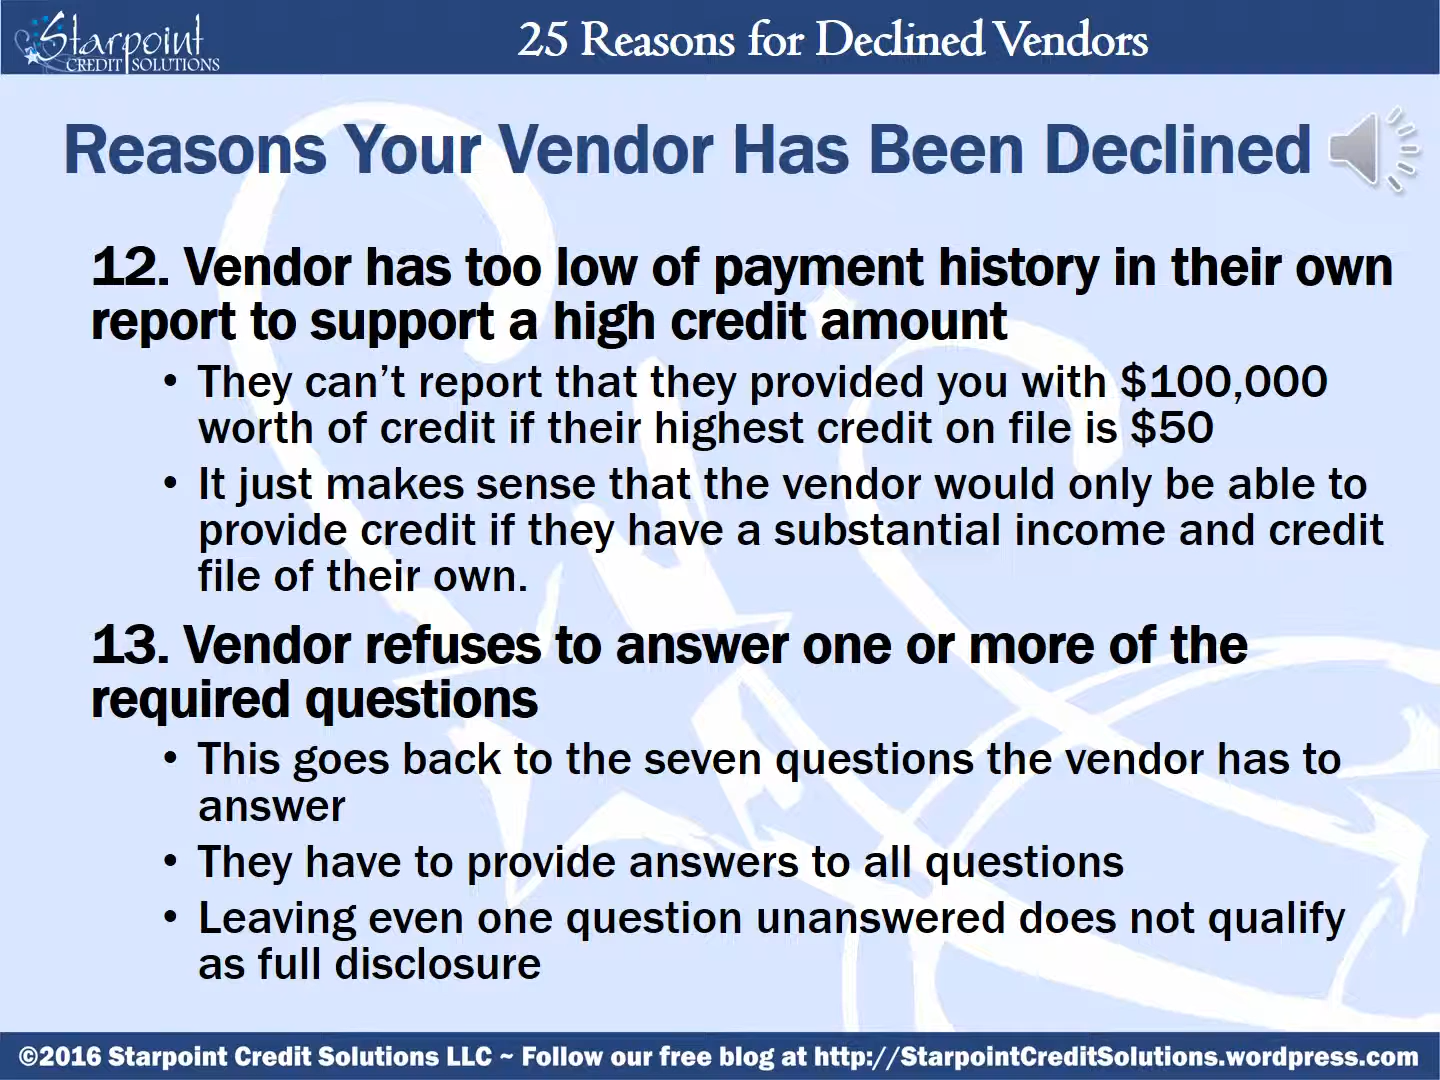 Starpoint
CREDIT SOLUTIONS
25 Reasons for Declined Vendors
Reasons Your Vendor Has Been Declined
12. Vendor has too low of payment history in their own
report to support a high credit amount
• They can’t report that they provided you with $100,000
worth of credit if their highest credit on file is $50
• It just makes sense that the vendor would only be able to
provide credit if they have a substantial income and credit
file of their own.
13. Vendor refuses to answer one or more of the
required questions
• This goes back to the seven questions the vendor has to
answer
• They have to provide answers to all questions
• Leaving even one question unanswered does not qualify
as full disclosure
©2016 Starpoint Credit Solutions LLC ~ Follow our free blog at http://StarpointCreditSolutions.wordpress.com